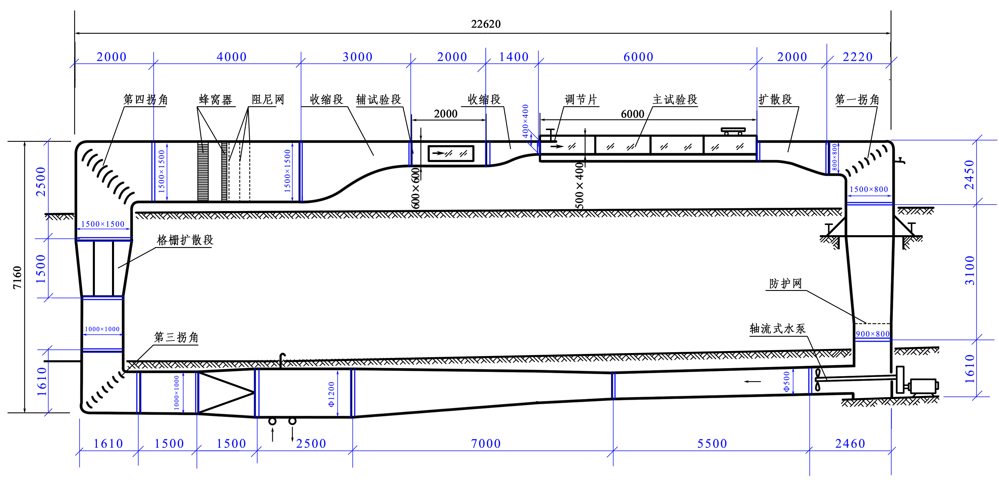 22620
2000
4000
3000
2000
1400
6000
2000
2220
第四拐角
蜂窝器
阻尼网
收缩段
辅试验段
收缩段
调节片
主试验段
扩散段
第一拐角
2000
400×400
6000
1500×1500
1500×1500
600×600
500×400
800×800
1500×800
2500
2450
1500×1500
格栅扩散段
1500
7160
3100
防护网
1000×1000
第三拐角
轴流式水泵
900×800
1610
1610
1000×1000
Φ1200
Φ500
1610
1500
1500
2500
7000
5500
2460